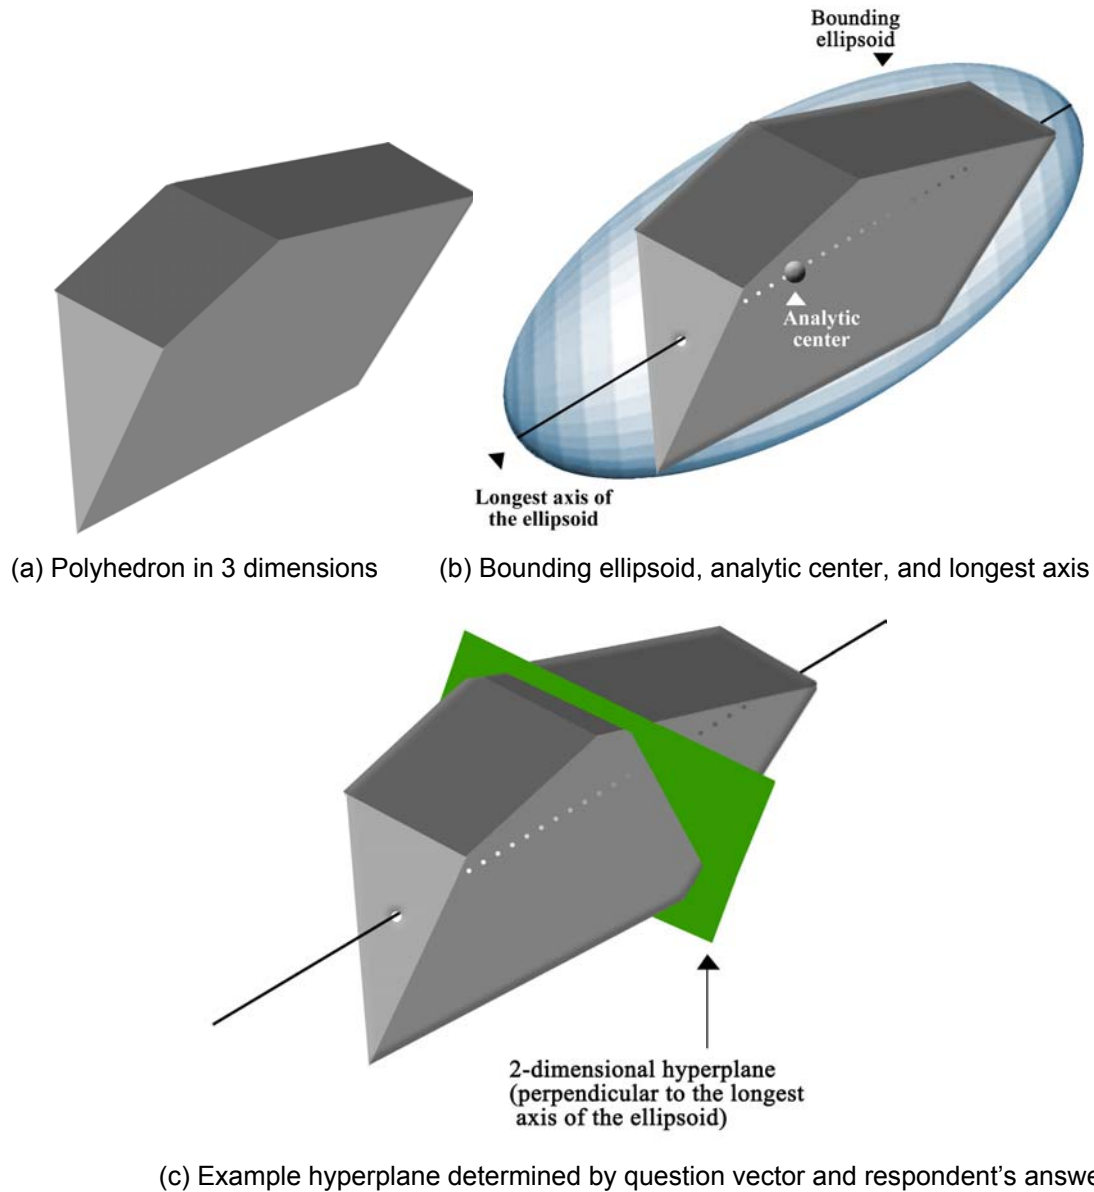 Bounding
ellipsoid
Analytic
center
Longest axis of
the ellipsoid
(a) Polyhedron in 3 dimensions
(b) Bounding ellipsoid, analytic center, and longest axis
2-dimensional hyperplane
(perpendicular to the longest
axis of the ellipsoid)
(c) Example hyperplane determined by question vector and respondent's answe